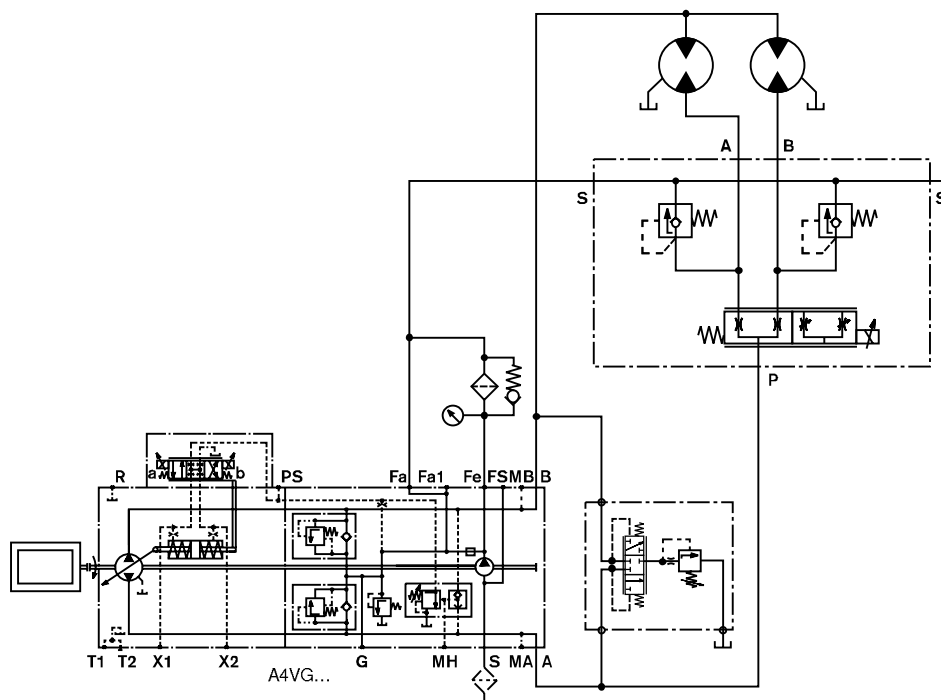 A B
S S
P
R a b PS Fa Fa1 Fe FS MB B
T1 T2 X1 X2 G MH S MA A
A4VG...